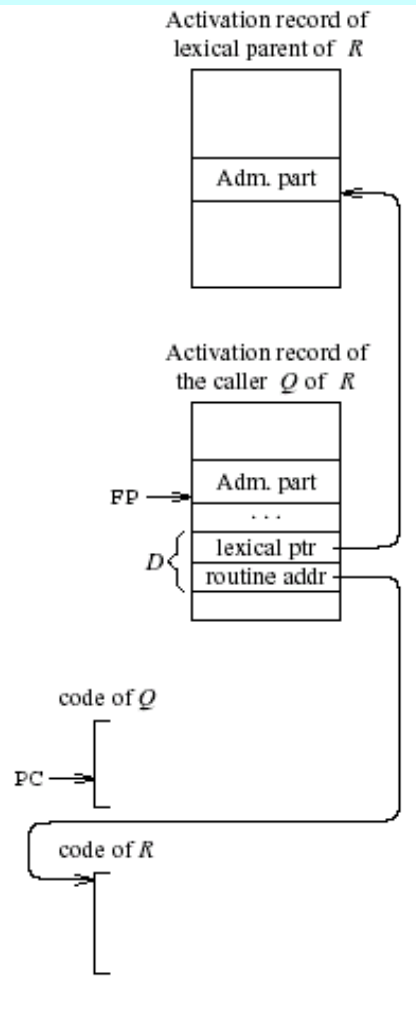 Activation record of
lexical parent of R
Adm. part
Activation record of
the caller Q of R
Adm. part
FP
. . .
lexical ptr
D
routine addr
code of Q
PC
code of R